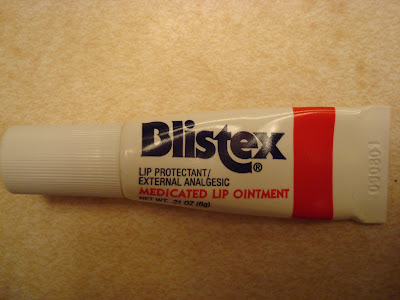 Blistex®
LIP PROTECTANT/
EXTERNAL ANALGESIC
MEDICATED LIP OINTMENT
NET WT. .21 OZ (6g)